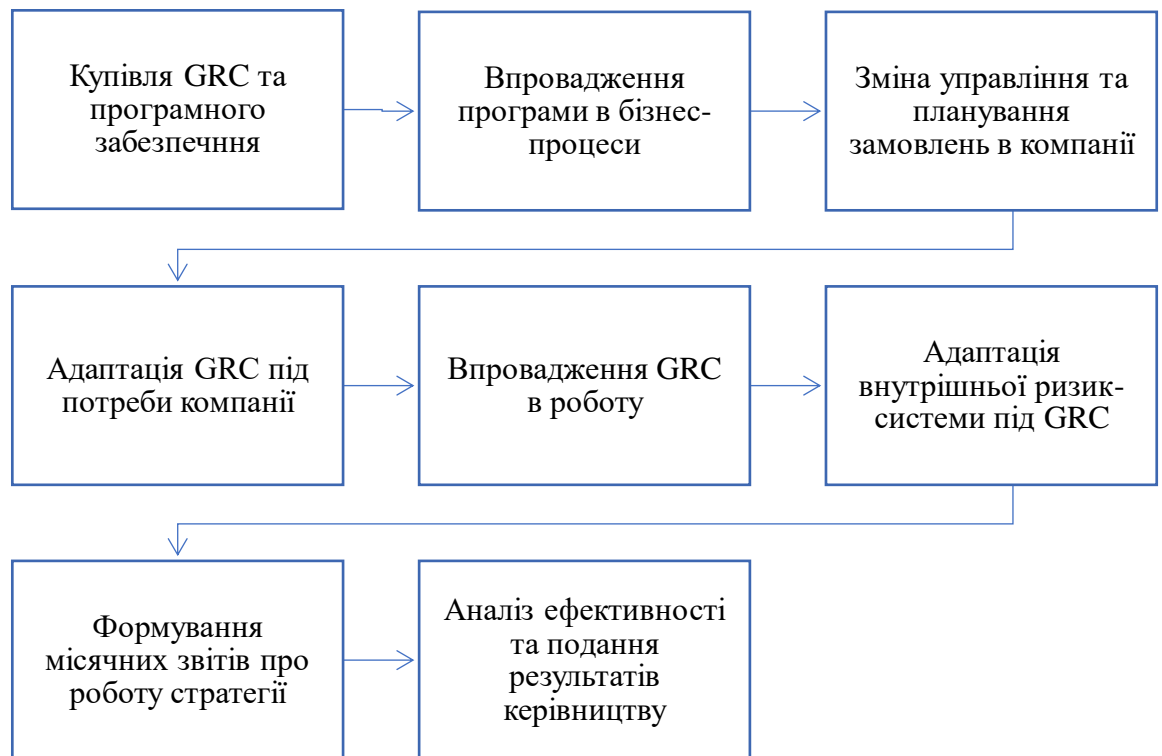 Купівля GRC та
програмного
забезпечння
Впровадження
програми в бізнес-
процеси
Зміна управління та
планування
замовлень в компанії
Адаптація GRC під
потреби компанії
Впровадження GRC
в роботу
Адаптація
внутрішньої ризик-
системи під GRC
Формування
місячних звітів про
роботу стратегії
Аналіз ефективності
та подання
результатів
керівництву